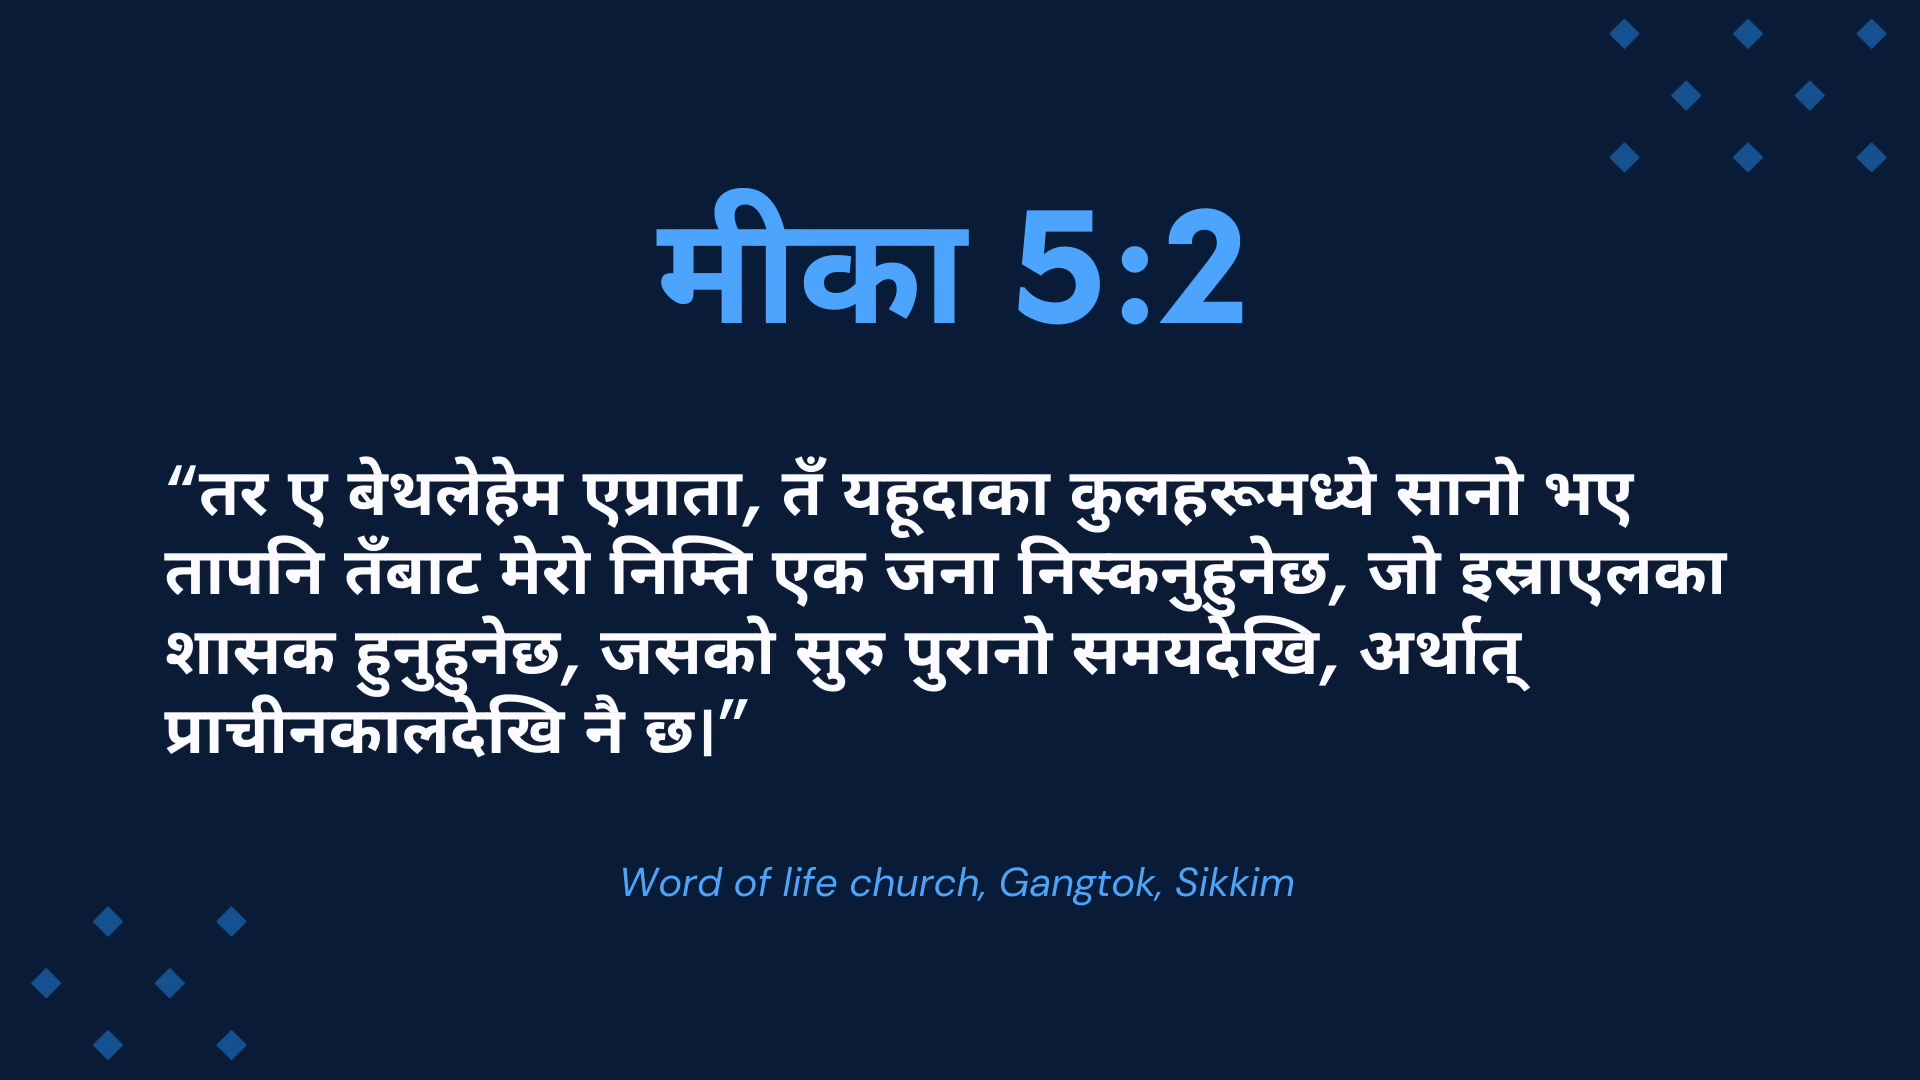 मीका 5:2
“तर ए बेथलेहेम एप्राता, तँ यहूदाका कुलहरूमध्ये सानो भए
तापनि तँबाट मेरो निम्ति एक जना निस्कनुहुनेछ, जो इस्राएलका
शासक हुनुहुनेछ, जसको सुरु पुरानो समयदेखि, अर्थात्
प्राचीनकालदेखि नै छ।”
Word of life church, Gangtok, Sikkim